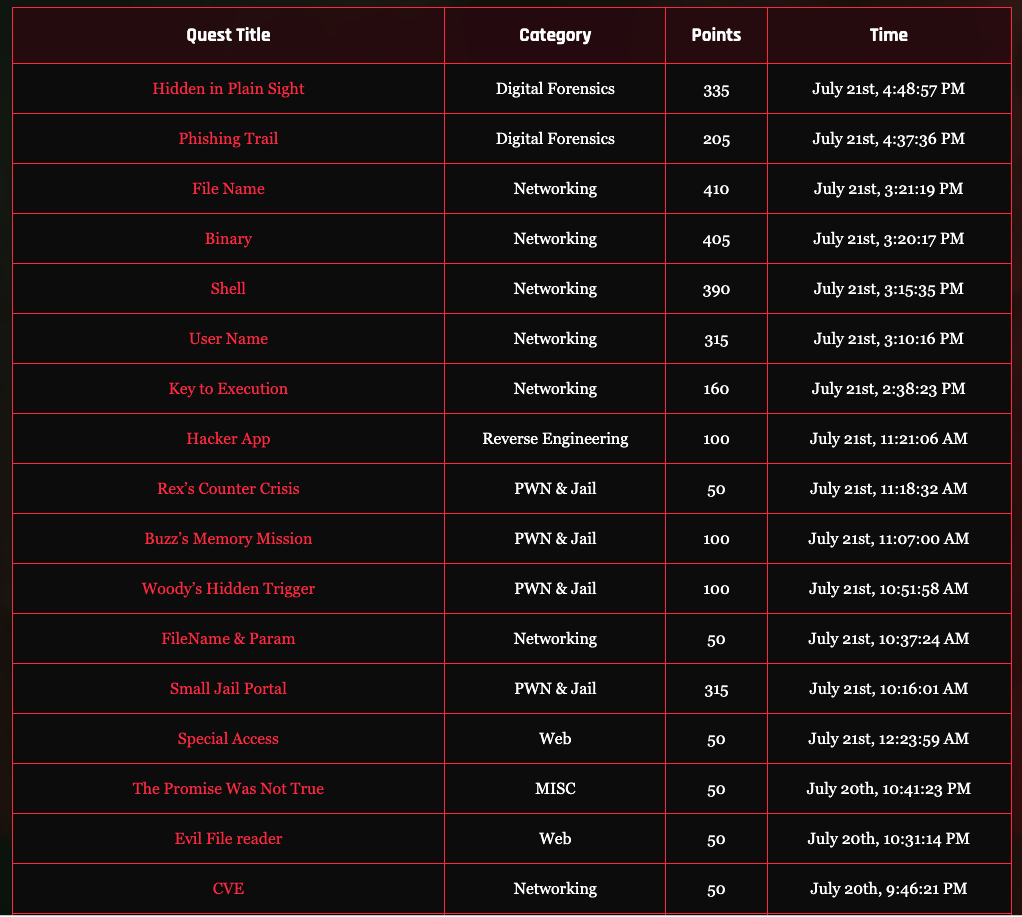 Quest Title Category Points Time
Hidden in Plain Sight Digital Forensics 335 July 21st, 4:48:57 PM
Phishing Trail Digital Forensics 205 July 21st, 4:37:36 PM
File Name Networking 410 July 21st, 3:21:19 PM
Binary Networking 405 July 21st, 3:20:17 PM
Shell Networking 390 July 21st, 3:15:35 PM
User Name Networking 315 July 21st, 3:10:16 PM
Key to Execution Networking 160 July 21st, 2:38:23 PM
Hacker App Reverse Engineering 100 July 21st, 11:21:06 AM
Rex’s Counter Crisis PWN & Jail 50 July 21st, 11:18:32 AM
Buzz’s Memory Mission PWN & Jail 100 July 21st, 11:07:00 AM
Woody’s Hidden Trigger PWN & Jail 100 July 21st, 10:51:58 AM
FileName & Param Networking 50 July 21st, 10:37:24 AM
Small Jail Portal PWN & Jail 315 July 21st, 10:16:01 AM
Special Access Web 50 July 21st, 12:23:59 AM
The Promise Was Not True MISC 50 July 20th, 10:41:23 PM
Evil File reader Web 50 July 20th, 10:31:14 PM
CVE Networking 50 July 20th, 9:46:21 PM